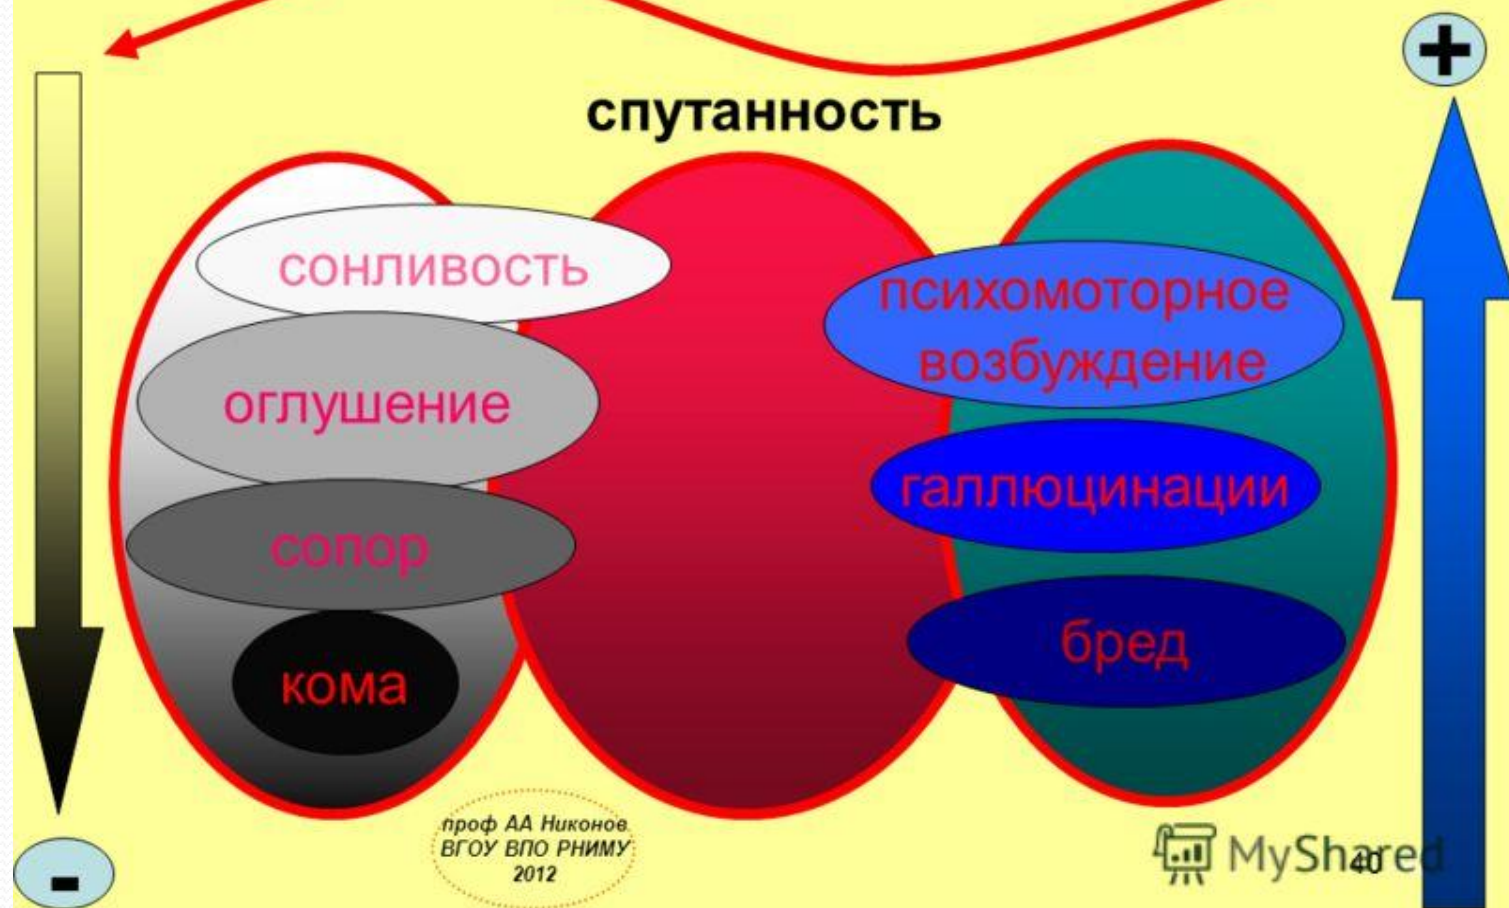 +
спутанность
сонливость
психомоторное
возбуждение
оглушение
галлюцинации
сопор
бред
кома
проф АА Никонов
ВГОУ ВПО РНИМУ
2012
MyShared
40
-